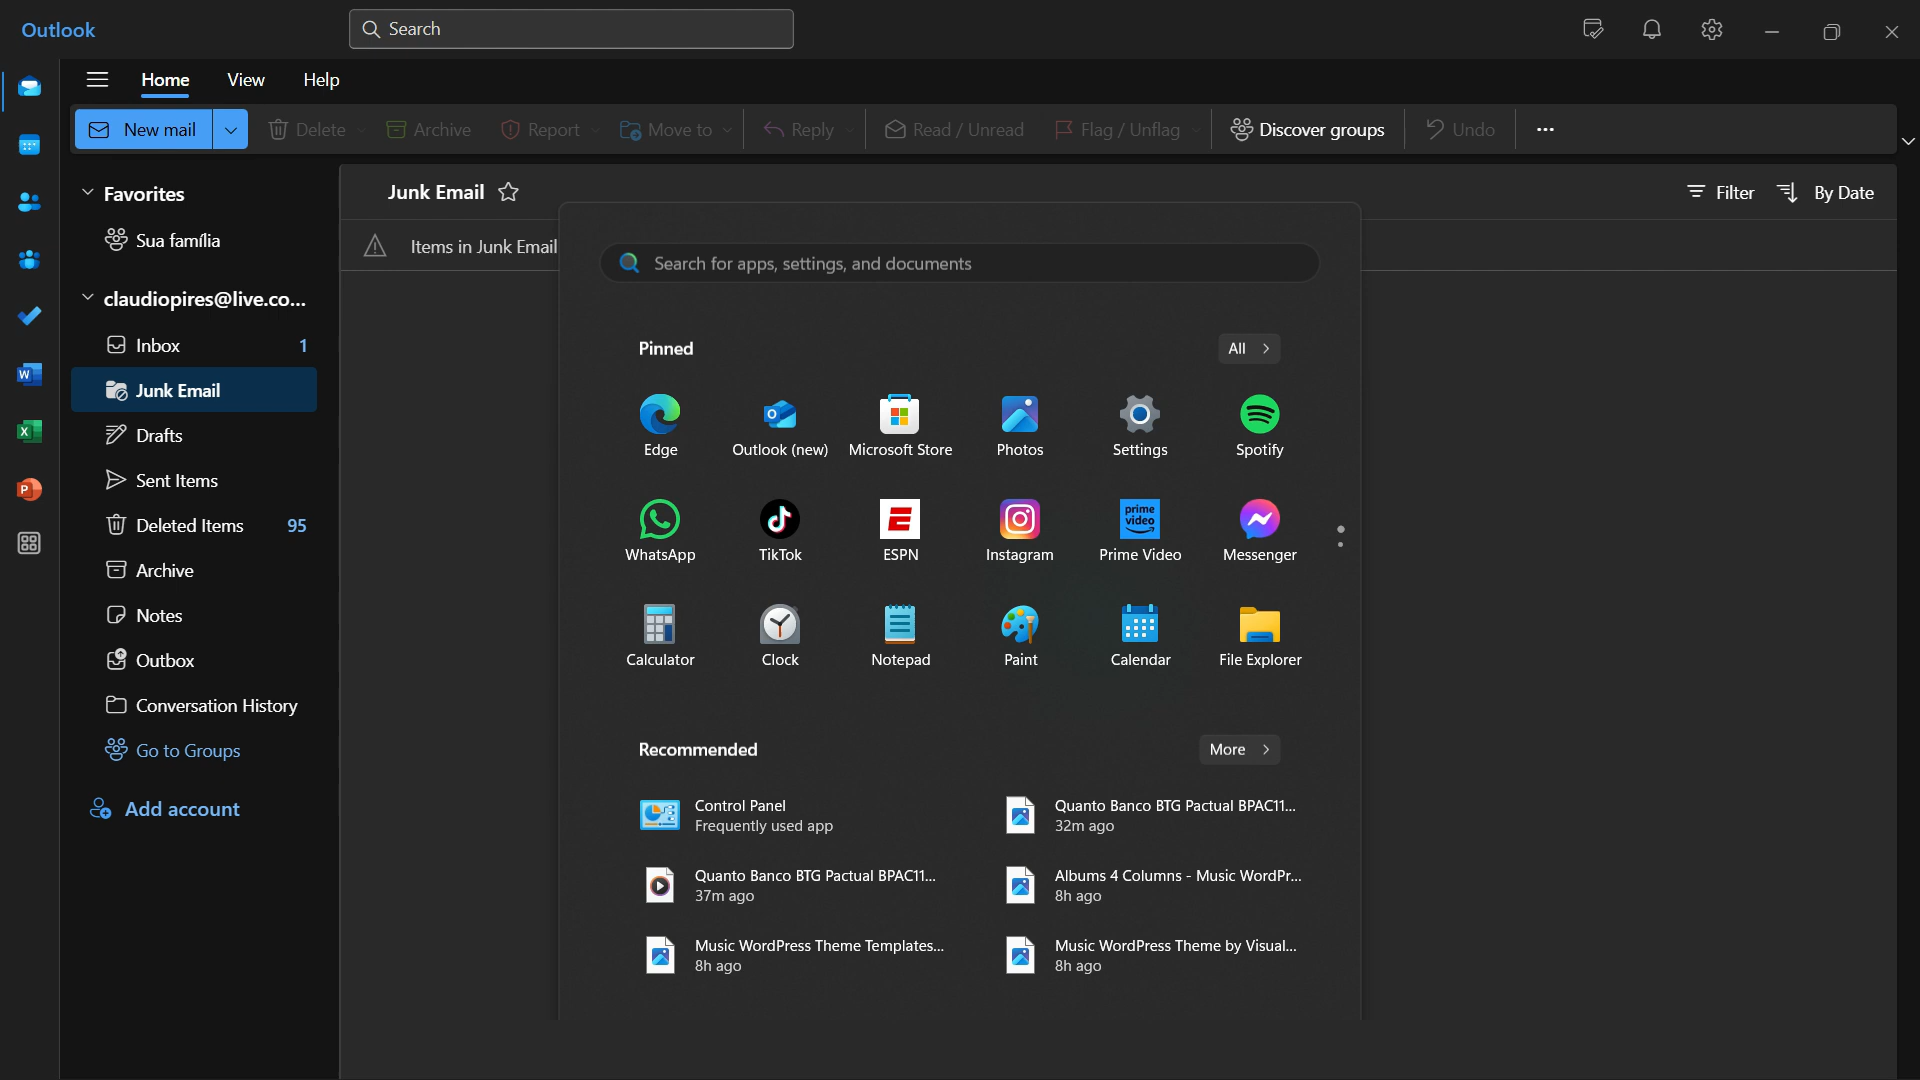 Outlook
Search
Home View Help
New mail Delete Archive Report Move to Reply Read / Unread Flag / Unflag Discover groups Undo
Favorites
Sua família
claudiopires@live.co...
Inbox 1
Junk Email
Drafts
Sent Items
Deleted Items 95
Archive
Notes
Outbox
Conversation History
Go to Groups
Add account
Junk Email
Filter By Date
Items in Junk Email
Search for apps, settings, and documents
Pinned All
Edge Outlook (new) Microsoft Store Photos Settings Spotify
prime video
WhatsApp TikTok ESPN Instagram Prime Video Messenger
Calculator Clock Notepad Paint Calendar File Explorer
Recommended More
Control Panel
Frequently used app
Quanto Banco BTG Pactual BPAC11...
32m ago
Quanto Banco BTG Pactual BPAC11...
37m ago
Albums 4 Columns - Music WordPr...
8h ago
Music WordPress Theme Templates...
8h ago
Music WordPress Theme by Visual...
8h ago